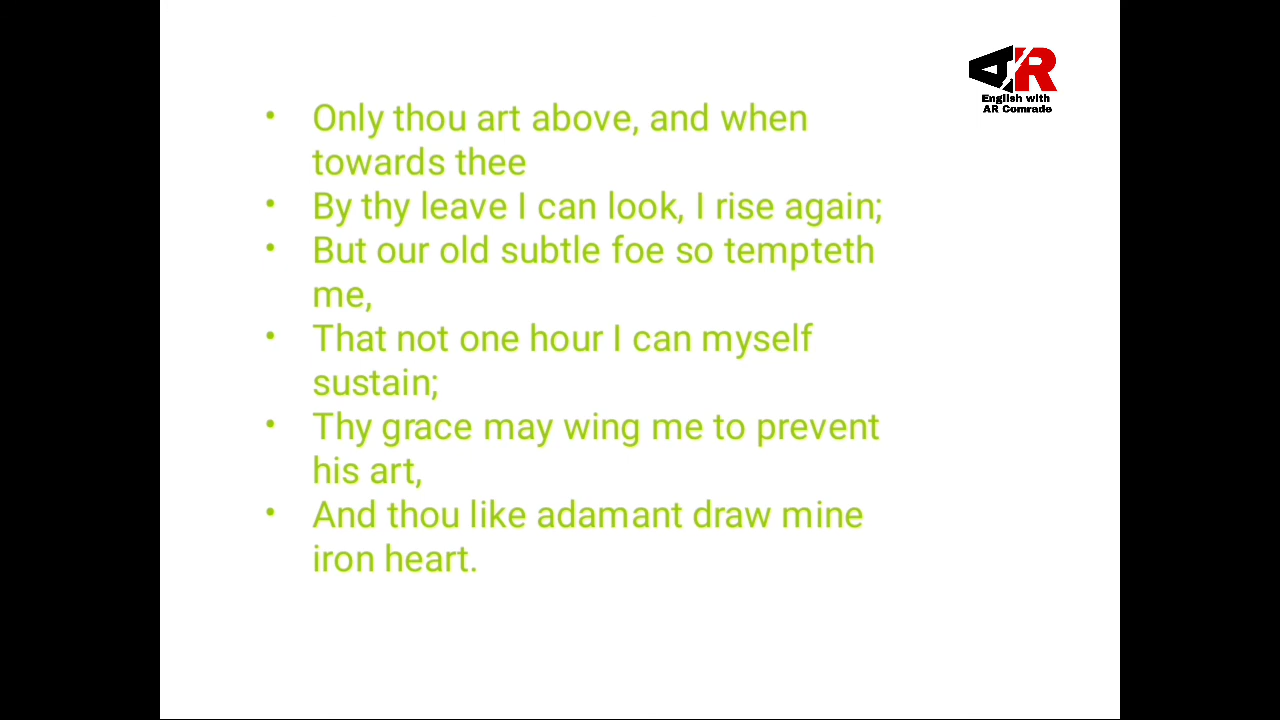 AR
English with
AR Comrade
• Only thou art above, and when
towards thee
• By thy leave I can look, I rise again;
• But our old subtle foe so tempteth
me,
• That not one hour I can myself
sustain;
• Thy grace may wing me to prevent
his art,
• And thou like adamant draw mine
iron heart.